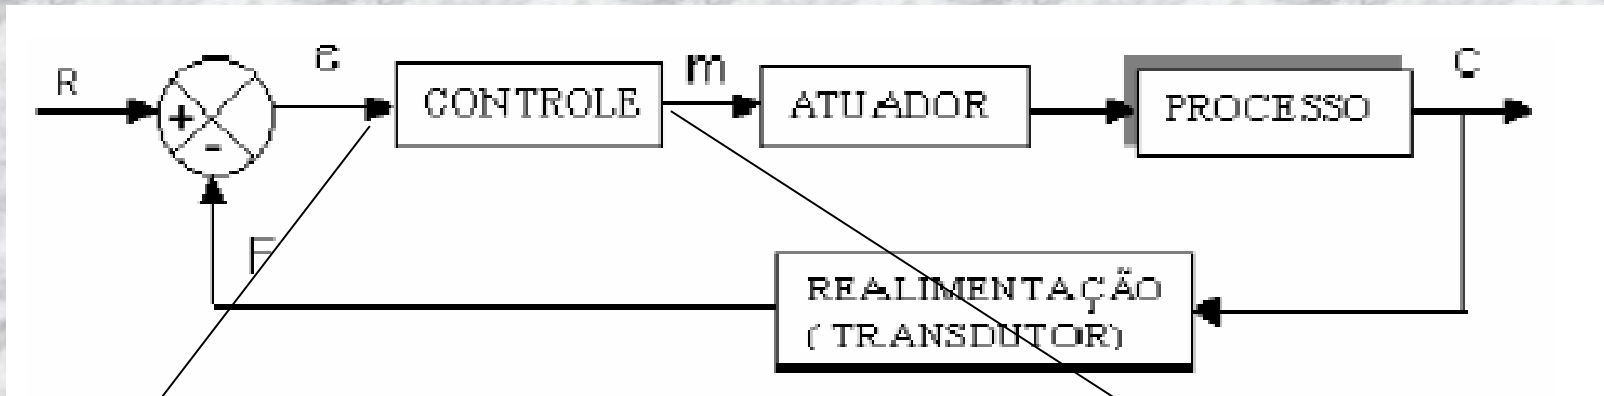 R
ε
CONTROLE
m
ATUADOR
PROCESSO
C
+
-
F
REALIMENTAÇÃO
( TRANSDUTOR)